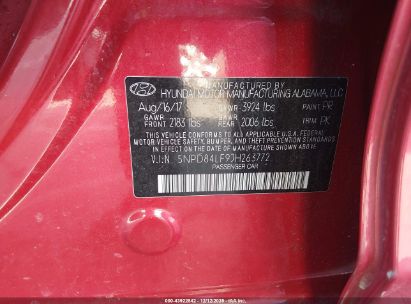 MANUFACTURED BY
HYUNDAI MOTOR MANUFACTURING ALABAMA, LLC
Aug/16/17 GVWR 3924 lbs PAINT PR
GAWR FRONT 2183 lbs GAWR REAR 2006 lbs TRIM PK
THIS VEHICLE CONFORMS TO ALL APPLICABLE U.S. FEDERAL
MOTOR VEHICLE SAFETY, BUMPER, AND THEFT PREVENTION STANDARDS
IN EFFECT ON THE DATE OF MANUFACTURE SHOWN ABOVE.
V.I.N: 5NPD84LF9JH263772
PASSENGER CAR